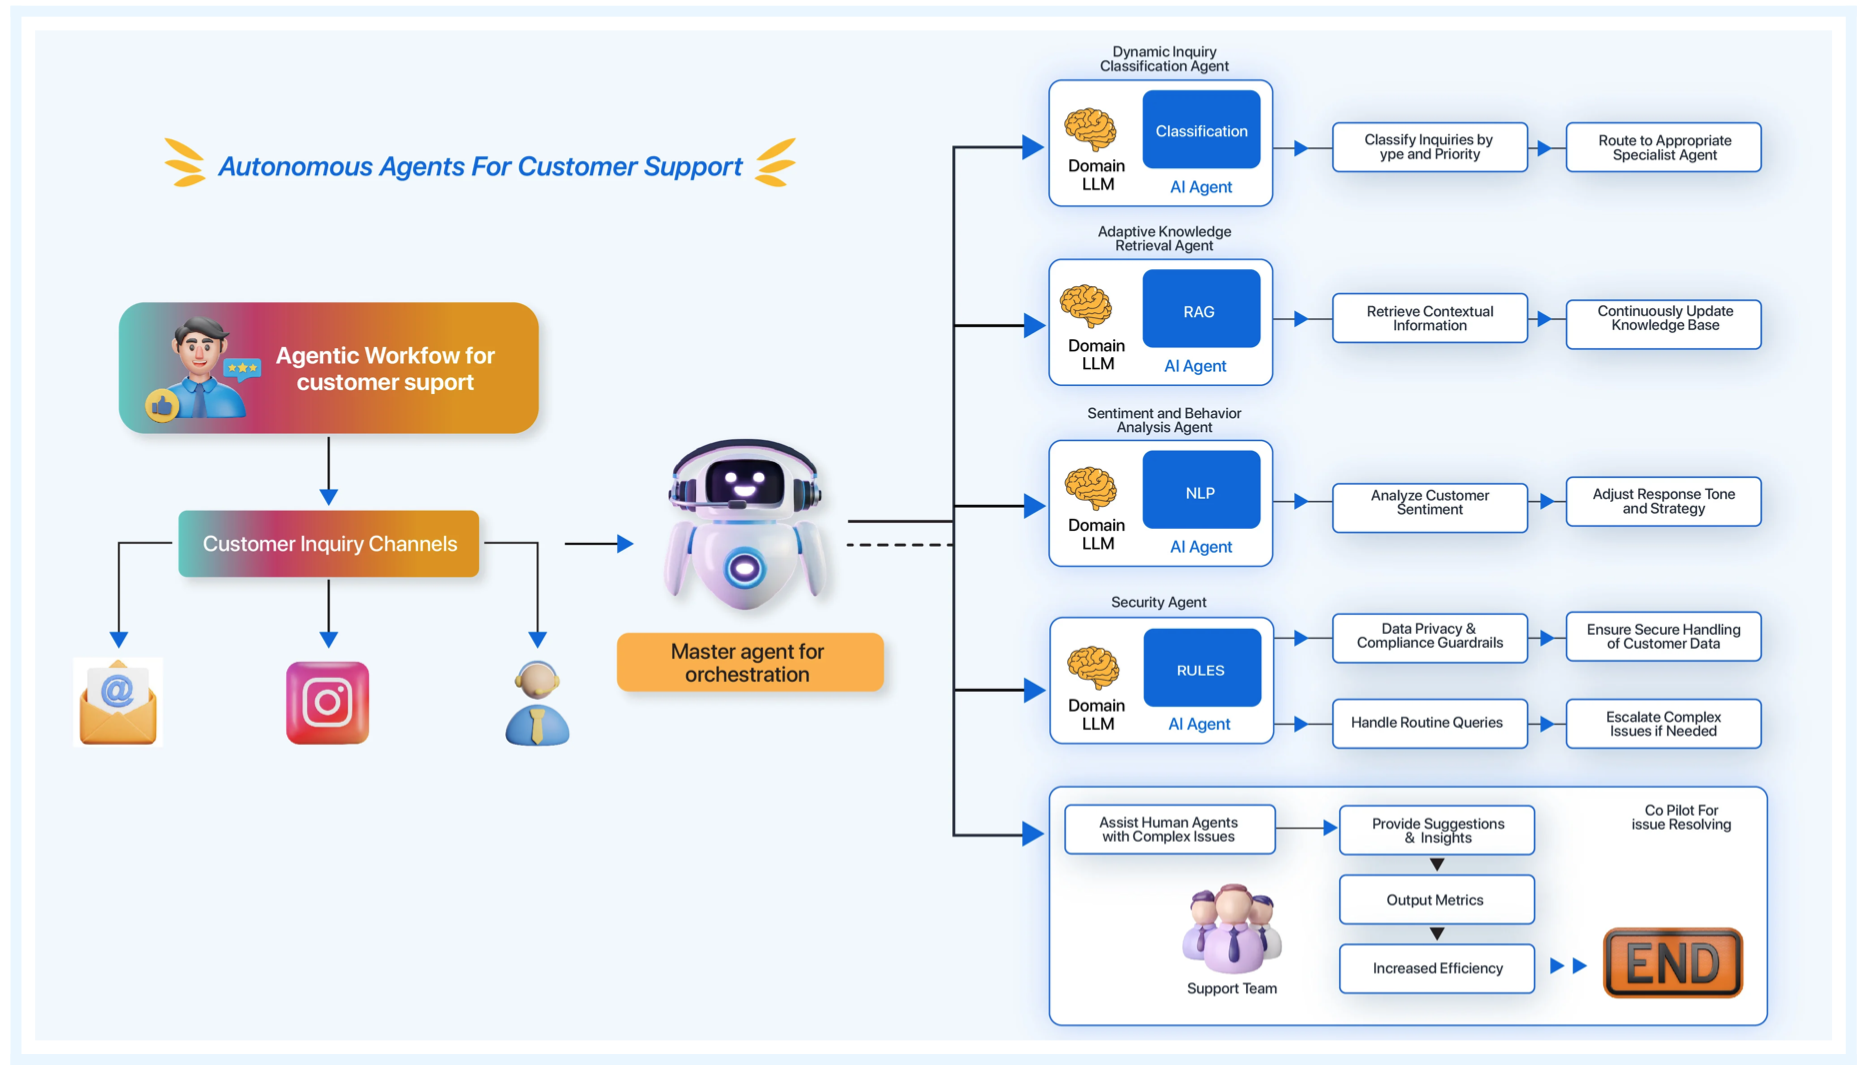 Autonomous Agents For Customer Support
Agentic Workfow for
customer suport
Customer Inquiry Channels
@
Master agent for
orchestration
Dynamic Inquiry
Classification Agent
Domain
LLM
Classification
AI Agent
Classify Inquiries by
ype and Priority
Route to Appropriate
Specialist Agent
Adaptive Knowledge
Retrieval Agent
Domain
LLM
RAG
AI Agent
Retrieve Contextual
Information
Continuously Update
Knowledge Base
Sentiment and Behavior
Analysis Agent
Domain
LLM
NLP
AI Agent
Analyze Customer
Sentiment
Adjust Response Tone
and Strategy
Security Agent
Domain
LLM
RULES
AI Agent
Data Privacy &
Compliance Guardrails
Ensure Secure Handling
of Customer Data
Handle Routine Queries
Escalate Complex
Issues if Needed
Assist Human Agents
with Complex Issues
Provide Suggestions
& Insights
Co Pilot For
issue Resolving
Output Metrics
Increased Efficiency
Support Team
END